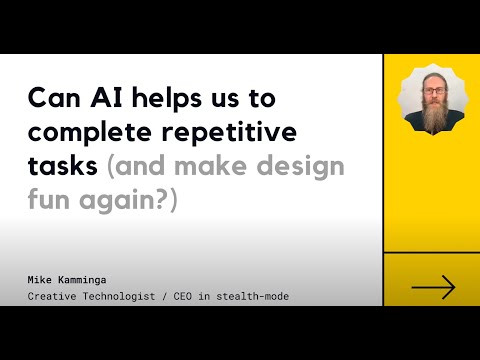 Can AI helps us to
complete repetitive
tasks (and make design
fun again?)
Mike Kamminga
Creative Technologist / CEO in stealth-mode